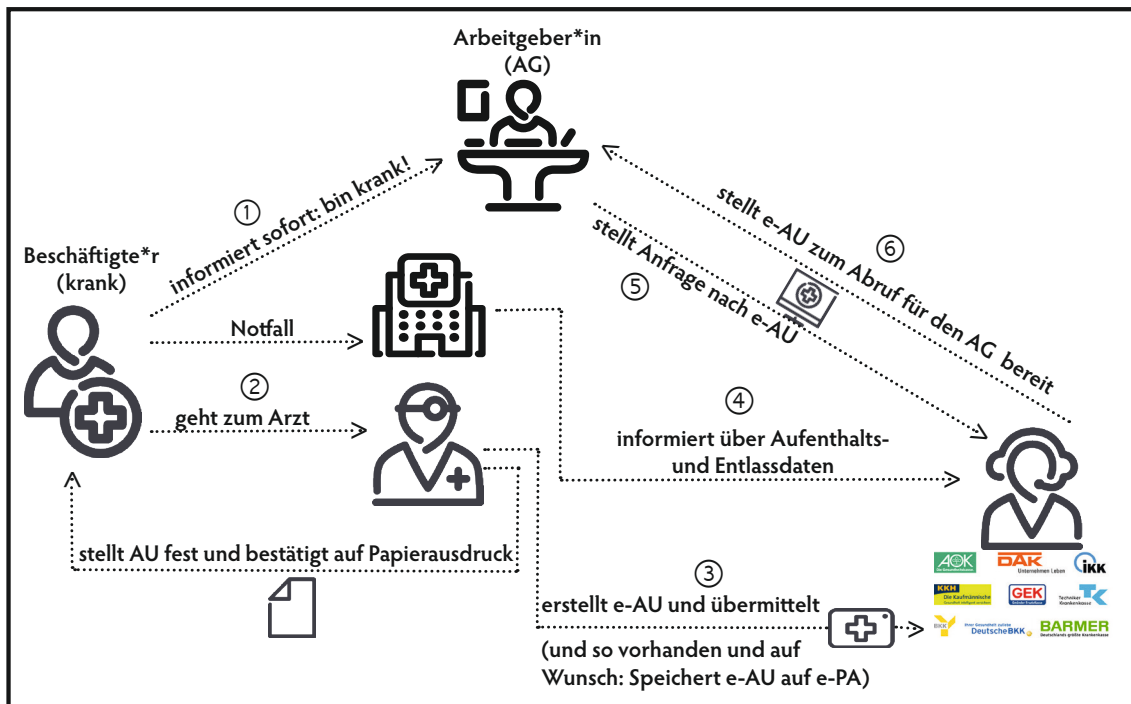 Arbeitgeber*in
(AG)
① informiert sofort: bin krank!
Beschäftigte*r
(krank)
Notfall
②
geht zum Arzt
stellt AU fest und bestätigt auf Papierausdruck
③
erstellt e-AU und übermittelt
(und so vorhanden und auf
Wunsch: Speichert e-AU auf e-PA)
④
informiert über Aufenthalts-
und Entlassdaten
stellt Anfrage nach e-AU
⑤
⑥
stellt e-AU zum Abruf für den AG bereit
AOK
DAK
Unternehmen Leben
iKK
KKH
Die Kaufmännische
GEK
Techniker
Krankenkasse
TK
BKK
DeutscheBKK
BARMER
Deutschlands größte Krankenkasse